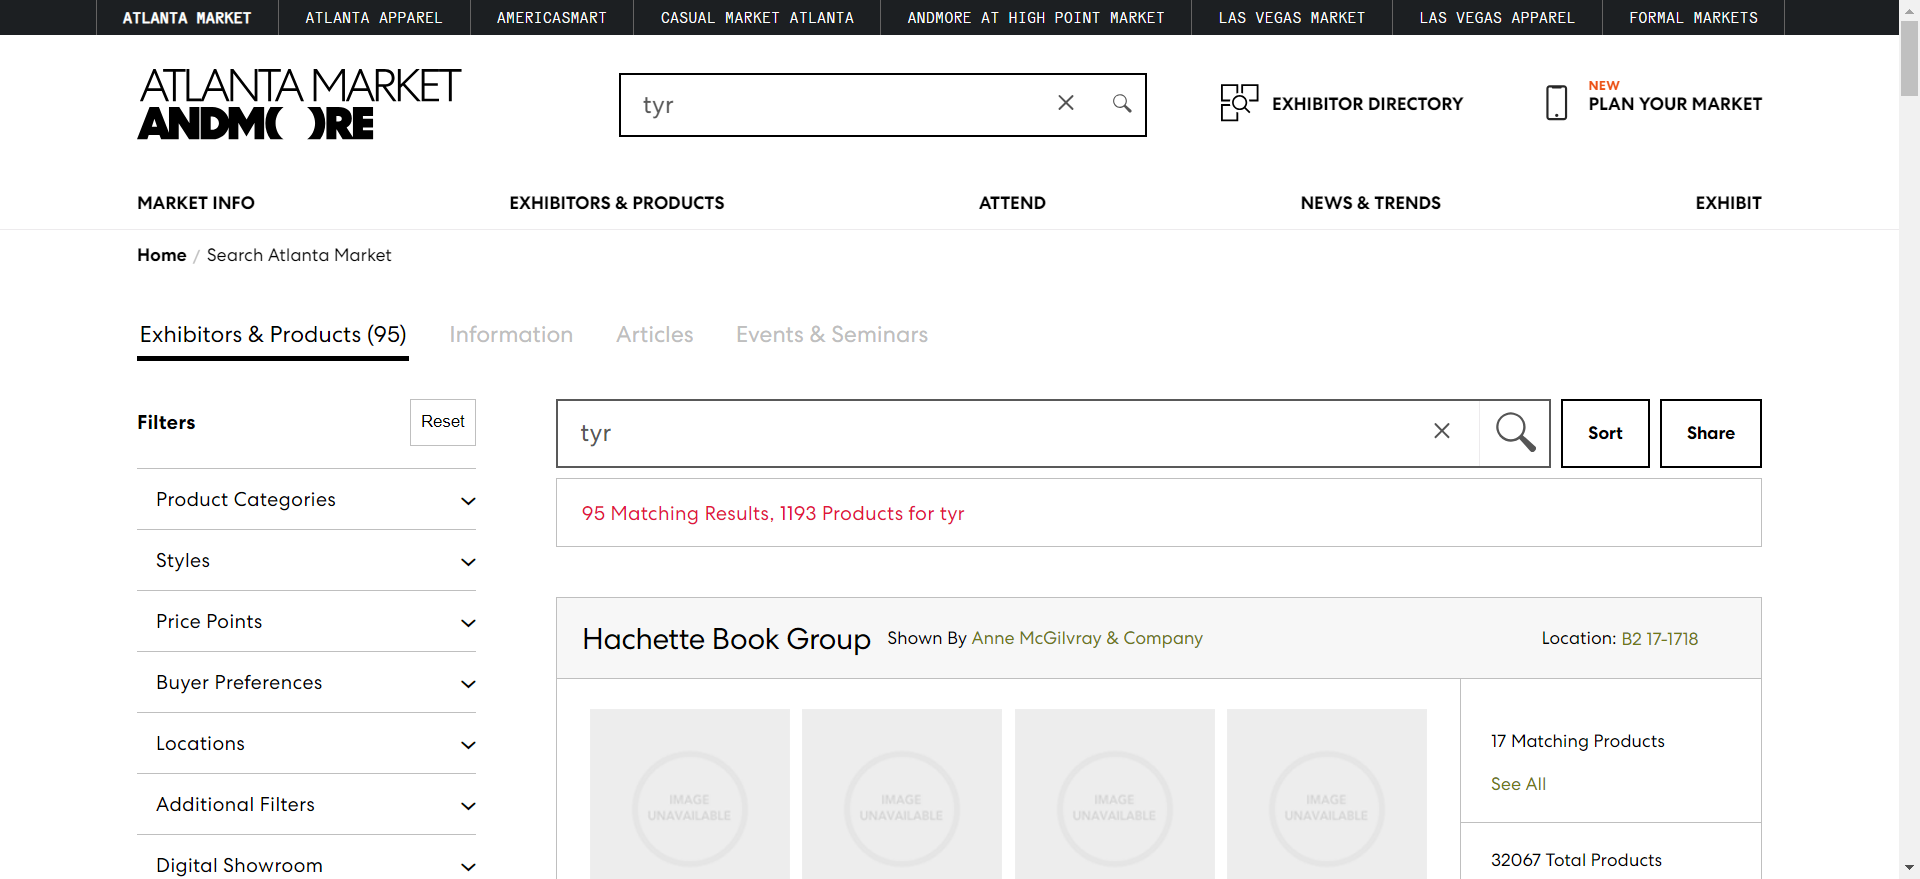 ATLANTA MARKET ATLANTA APPAREL AMERICASMART CASUAL MARKET ATLANTA ANDMORE AT HIGH POINT MARKET LAS VEGAS MARKET LAS VEGAS APPAREL FORMAL MARKETS
ATLANTA MARKET
ANDMO RE
tyr
EXHIBITOR DIRECTORY
NEW
PLAN YOUR MARKET
MARKET INFO EXHIBITORS & PRODUCTS ATTEND NEWS & TRENDS EXHIBIT
Home / Search Atlanta Market
Exhibitors & Products (95) Information Articles Events & Seminars
Filters Reset
Product Categories
Styles
Price Points
Buyer Preferences
Locations
Additional Filters
Digital Showroom
tyr Sort Share
95 Matching Results, 1193 Products for tyr
Hachette Book Group Shown By Anne McGilvray & Company Location: B2 17-1718
IMAGE
UNAVAILABLE
IMAGE
UNAVAILABLE
IMAGE
UNAVAILABLE
IMAGE
UNAVAILABLE
17 Matching Products
See All
32067 Total Products